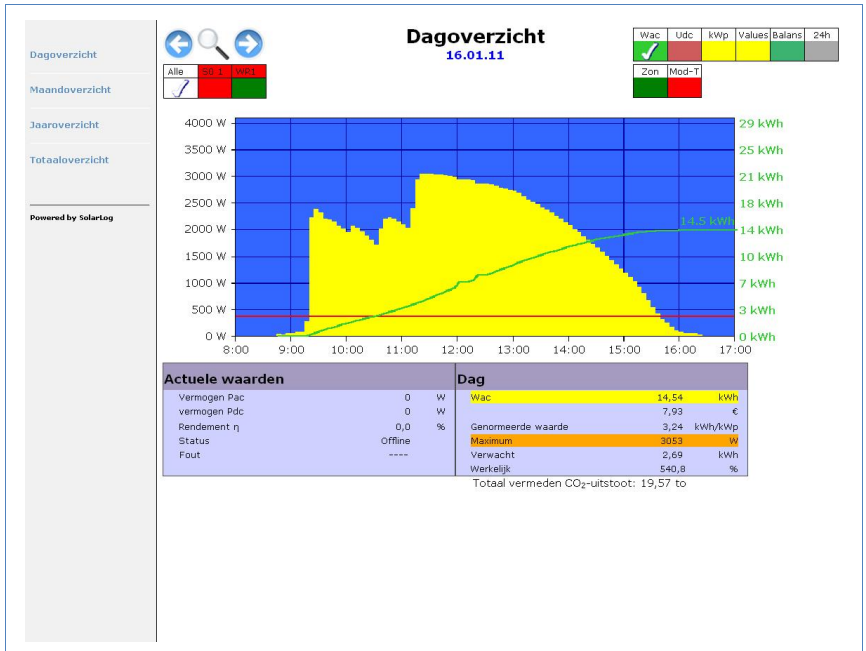 Dagoverzicht
Maandoverzicht
Jaaroverzicht
Totaaloverzicht
Powered by SolarLog
Dagoverzicht
16.01.11
Alle S0 1 WR1
Wac Udc kWp Values Balans 24h
Zon Mod-T
4000 W 29 kWh
3500 W 25 kWh
3000 W 21 kWh
2500 W 18 kWh
14.5 kWh
2000 W 14 kWh
1500 W 10 kWh
1000 W 7 kWh
500 W 3 kWh
0 W 0 kWh
8:00 9:00 10:00 11:00 12:00 13:00 14:00 15:00 16:00 17:00
Actuele waarden
Vermogen Pac 0 W
vermogen Pdc 0 W
Rendement η 0,0 %
Status Offline
Fout ----
Dag
Wac 14,54 kWh
7,93 €
Genormeerde waarde 3,24 kWh/kWp
Maximum 3053 W
Verwacht 2,69 kWh
Werkelijk 540,8 %
Totaal vermeden CO₂-uitstoot: 19,57 to